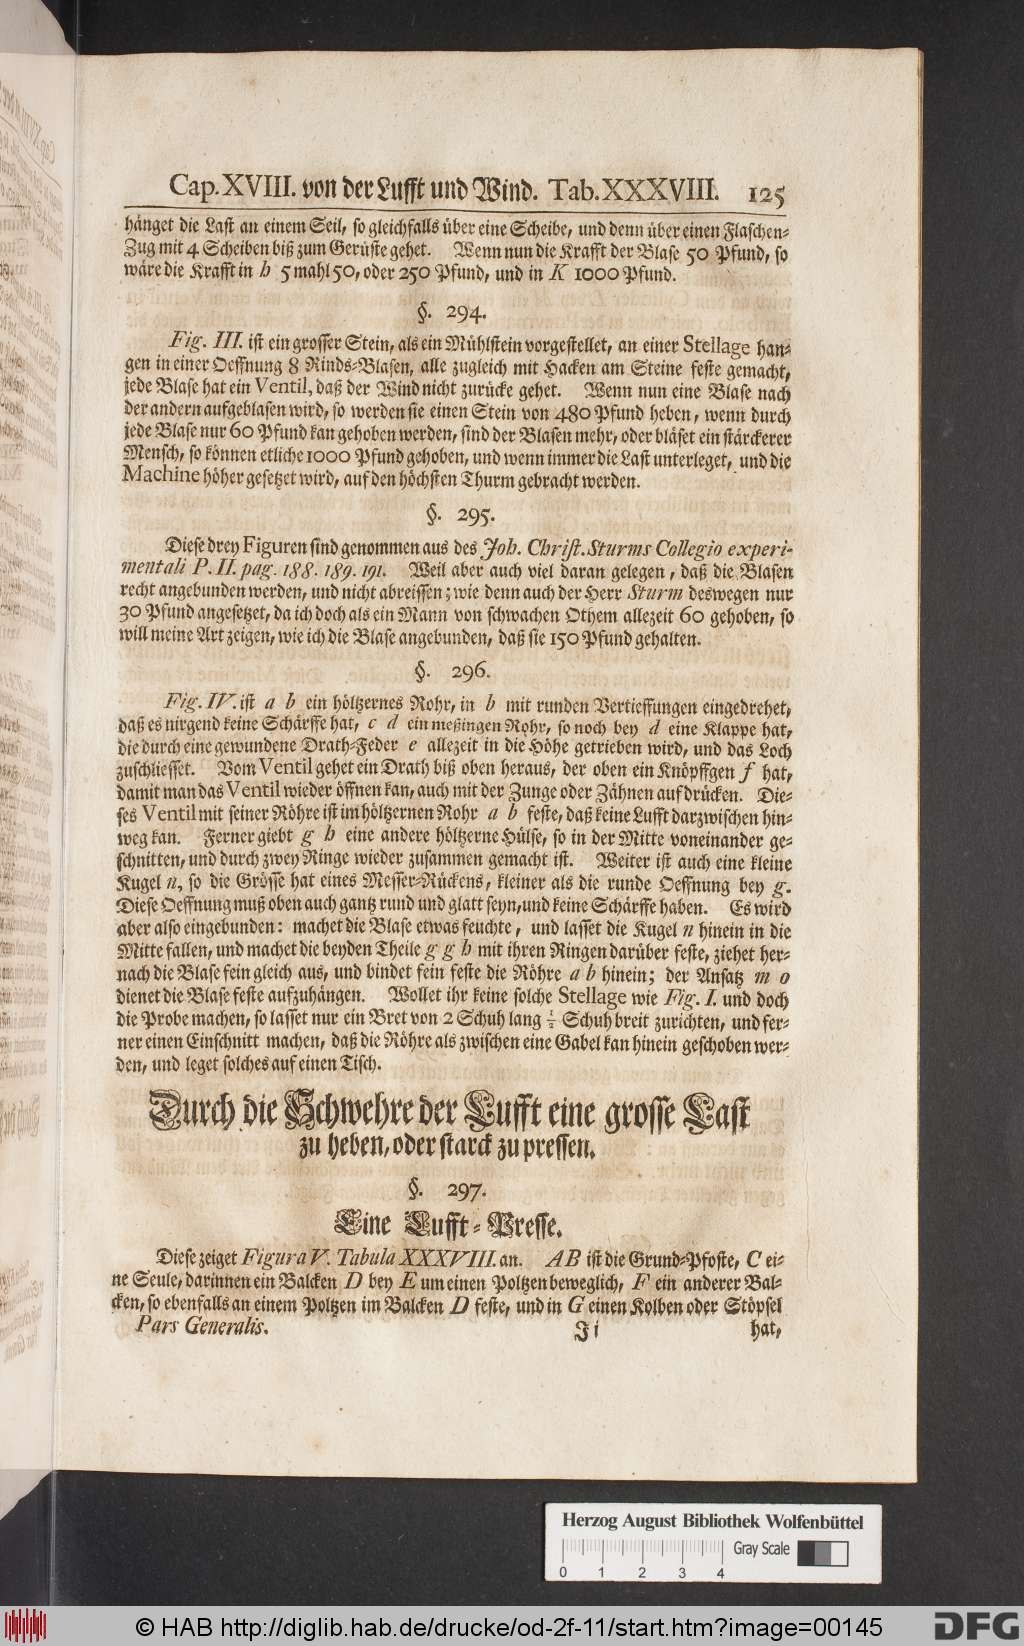 Cap. XVIII. von der Lufft und Wind. Tab. XXXVIII. 125
hänget die Last an einem Seil, so gleichfalls über eine Scheibe, und denn über einen Flaschen-
Zug mit 4 Scheiben biß zum Gerüste gehet. Wenn nun die Krafft der Blase 50 Pfund, so
wäre die Krafft in h 5 mahl 50, oder 250 Pfund, und in K 1000 Pfund.
§. 294.
Fig. III. ist ein grosser Stein, als ein Mühlstein vorgestellet, an einer Stellage han-
gen in einer Oeffnung 8 Rinds-Blasen, alle zugleich mit Hacken am Steine feste gemacht,
jede Blase hat ein Ventil, daß der Wind nicht zurücke gehet. Wenn nun eine Blase nach
der andern aufgeblasen wird, so werden sie einen Stein von 480 Pfund heben, wenn durch
jede Blase nur 60 Pfund kan gehoben werden, sind der Blasen mehr, oder bläset ein stärckerer
Mensch, so können etliche 1000 Pfund gehoben, und wenn immer die Last unterleget, und die
Machine höher gesetzet wird, auf den höchsten Thurm gebracht werden.
§. 295.
Diese drey Figuren sind genommen aus des Joh. Christ. Sturms Collegio experi-
mentali P. II. pag. 188. 189. 191. Weil aber auch viel daran gelegen, daß die Blasen
recht angebunden werden, und nicht abreissen; wie denn auch der Herr Sturm deswegen nur
30 Pfund angesetzet, da ich doch als ein Mann von schwachen Othem allezeit 60 gehoben, so
will meine Art zeigen, wie ich die Blase angebunden, daß sie 150 Pfund gehalten.
§. 296.
Fig. IV. ist a b ein höltzernes Rohr, in b mit runden Vertieffungen eingedrehet,
daß es nirgend keine Schärffe hat, c d ein meßingen Rohr, so noch bey d eine Klappe hat,
die durch eine gewundene Drath-Feder e allezeit in die Höhe getrieben wird, und das Loch
zuschliesset. Vom Ventil gehet ein Drath biß oben heraus, der oben ein Knöpffgen f hat,
damit man das Ventil wieder öffnen kan, auch mit der Zunge oder Zähnen auf drücken. Die-
ses Ventil mit seiner Röhre ist im höltzernen Rohr a b feste, daß keine Lufft darzwischen hin-
weg kan. Ferner giebt g h eine andere höltzerne Hülse, so in der Mitte voneinander ge-
schnitten, und durch zwey Ringe wieder zusammen gemacht ist. Weiter ist auch eine kleine
Kugel n, so die Grösse hat eines Messer-Rückens, kleiner als die runde Oeffnung bey g.
Diese Oeffnung muß oben auch gantz rund und glatt seyn, und keine Schärffe haben. Es wird
aber also eingebunden: machet die Blase etwas feuchte, und lasset die Kugel n hinein in die
Mitte fallen, und machet die beyden Theile g g h mit ihren Ringen darüber feste, ziehet her-
nach die Blase fein gleich aus, und bindet fein feste die Röhre a b hinein; der Ansatz m o
dienet die Blase feste aufzuhängen. Wollet ihr keine solche Stellage wie Fig. I. und doch
die Probe machen, so lasset nur ein Bret von 2 Schuh lang ½ Schuh breit zurichten, und fer-
ner einen Einschnitt machen, daß die Röhre als zwischen eine Gabel kan hinein geschoben wer-
den, und leget solches auf einen Tisch.
Durch die Schwehre der Lufft eine grosse Last
zu heben, oder starck zu pressen.
§. 297.
Eine Lufft-Presse.
Diese zeiget Figura V. Tabula XXXVIII. an. AB ist die Grund-Pfoste, C ei-
ne Seule, darinnen ein Balcken D bey E um einen Poltzen beweglich, F ein anderer Bal-
cken, so ebenfalls an einem Poltzen im Balcken D feste, und in G einen Kolben oder Stöpsel
Pars Generalis. Ji hat,
Herzog August Bibliothek Wolfenbüttel
Gray Scale
0 1 2 3 4
© HAB http://diglib.hab.de/drucke/od-2f-11/start.htm?image=00145
DFG